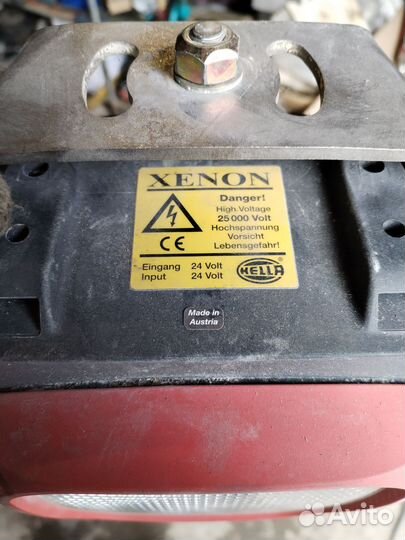 XENON
Danger!
High Voltage
25 000 Volt
Hochspannung
Vorsicht
Lebensgefahr!
CE
Eingang 24 Volt
Input 24 Volt
HELLA
Made in
Austria
Avito